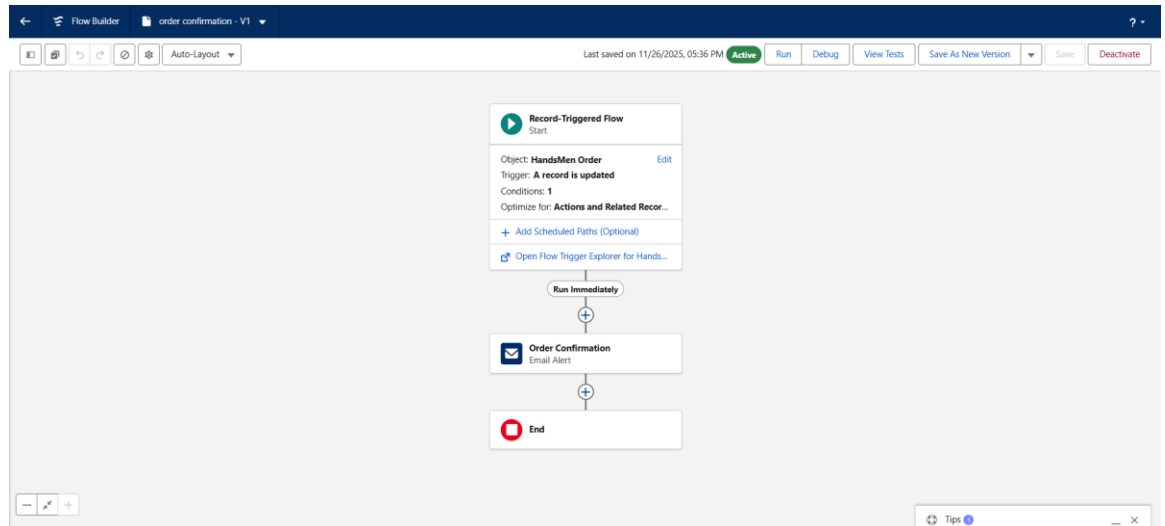 Flow Builder order confirmation - V1 ?
Auto-Layout Last saved on 11/26/2025, 05:36 PM Active Run Debug View Tests Save As New Version Save Deactivate
Record-Triggered Flow
Start
Object: HandsMen Order Edit
Trigger: A record is updated
Conditions: 1
Optimize for: Actions and Related Recor...
+ Add Scheduled Paths (Optional)
Open Flow Trigger Explorer for Hands...
Run Immediately
Order Confirmation
Email Alert
End
Tips 1